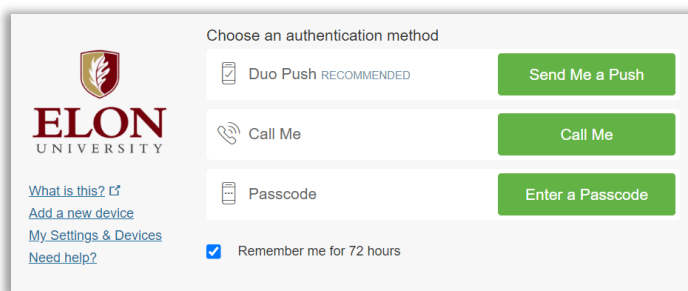 Choose an authentication method
Duo Push RECOMMENDED
Send Me a Push
Call Me
Call Me
Passcode
Enter a Passcode
Remember me for 72 hours
ELON
UNIVERSITY
What is this?
Add a new device
My Settings & Devices
Need help?